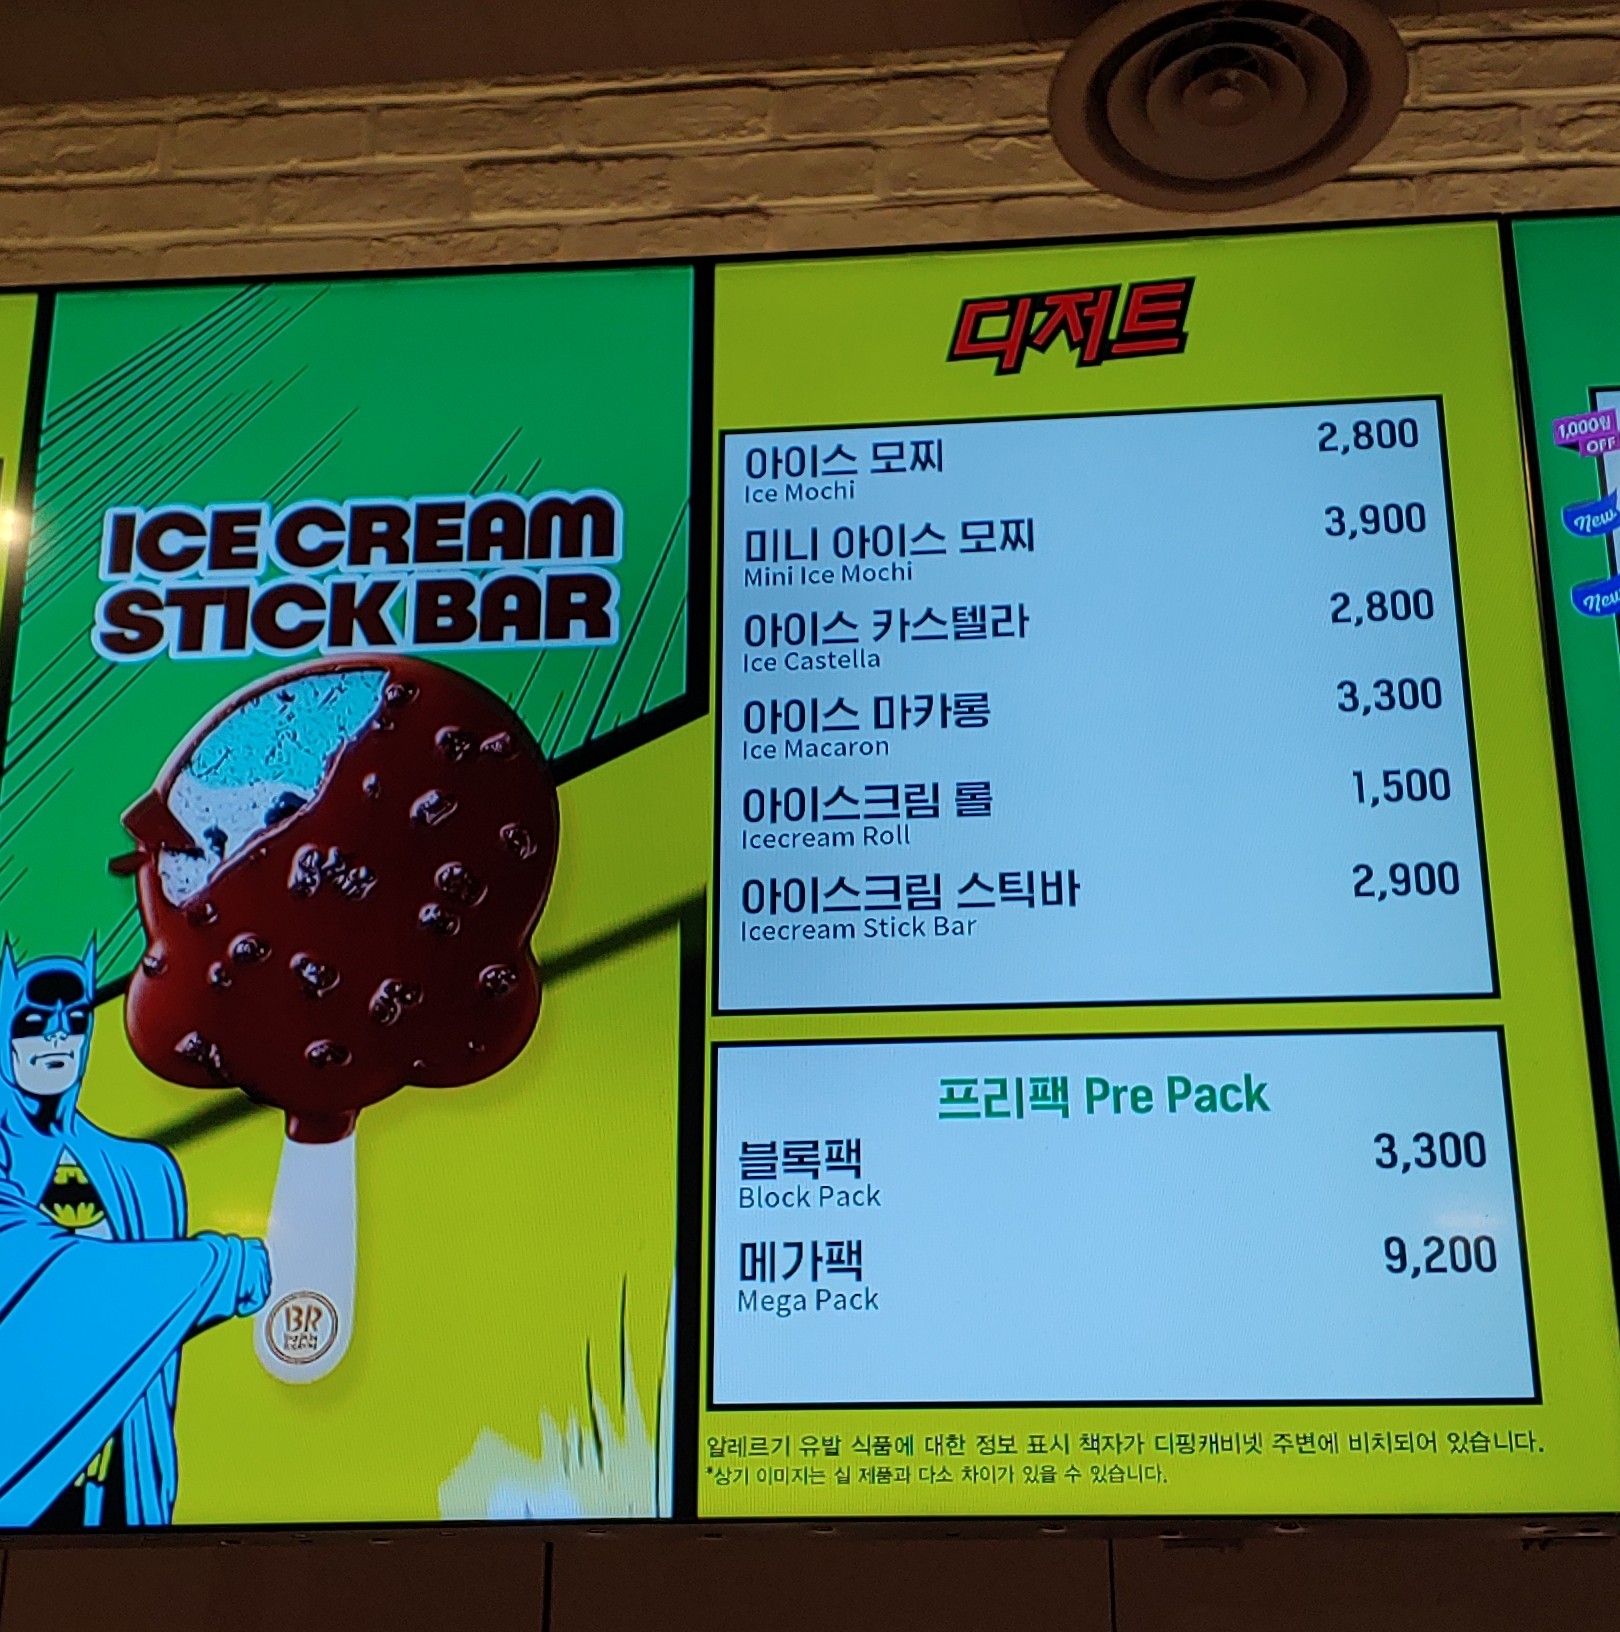 ICE CREAM
STICK BAR
BR
디저트
아이스 모찌 2,800
Ice Mochi
미니 아이스 모찌 3,900
Mini Ice Mochi
아이스 카스텔라 2,800
Ice Castella
아이스 마카롱 3,300
Ice Macaron
아이스크림 롤 1,500
Icecream Roll
아이스크림 스틱바 2,900
Icecream Stick Bar
프리팩 Pre Pack
블록팩 3,300
Block Pack
메가팩 9,200
Mega Pack
알레르기 유발 식품에 대한 정보 표시 책자가 디핑캐비넷 주변에 비치되어 있습니다.
*상기 이미지는 실 제품과 다소 차이가 있을 수 있습니다.
1,000원
OFF
New
New